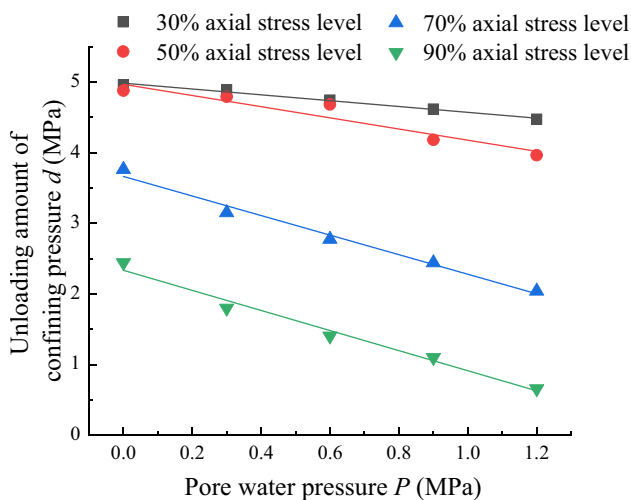 30% axial stress level
70% axial stress level
50% axial stress level
90% axial stress level
Unloading amount of
confining pressure d (MPa)
5
4
3
2
1
0
0.0 0.2 0.4 0.6 0.8 1.0 1.2
Pore water pressure P (MPa)